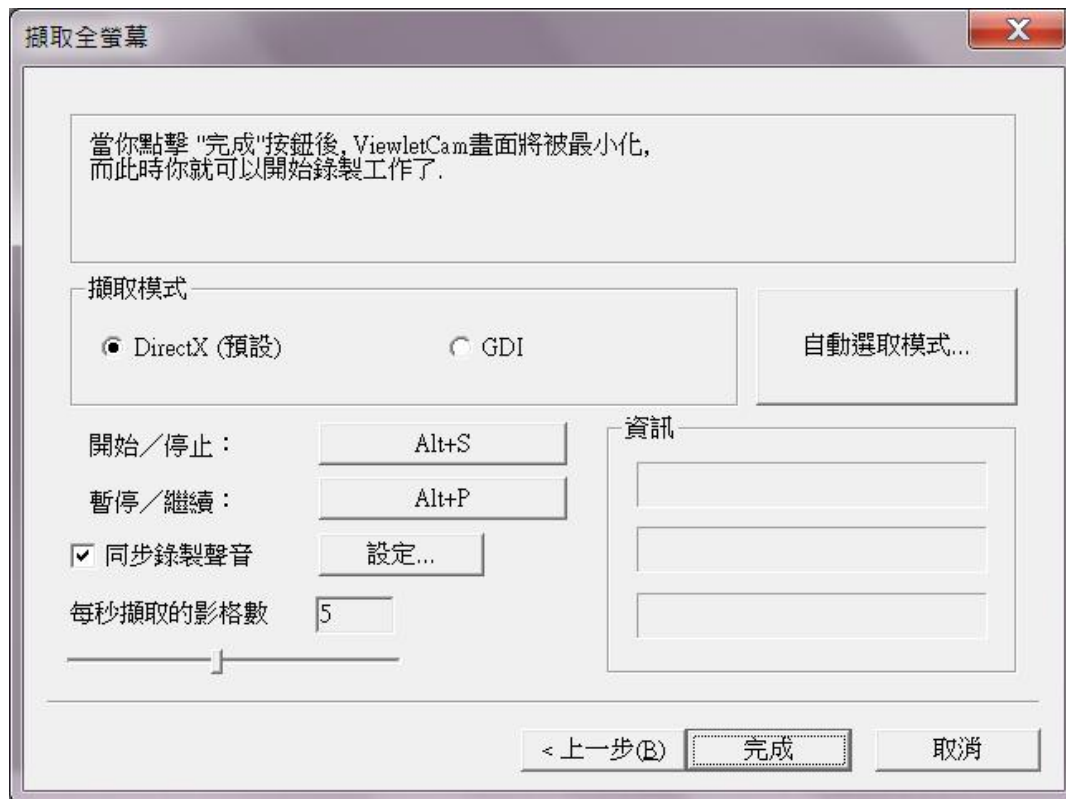 擷取全螢幕
當你點擊 "完成"按鈕後, ViewletCam畫面將被最小化,
而此時你就可以開始錄製工作了.
擷取模式
DirectX (預設)
GDI
自動選取模式...
開始／停止：
Alt+S
暫停／繼續：
Alt+P
同步錄製聲音
設定...
每秒擷取的影格數
5
資訊
< 上一步(B)
完成
取消